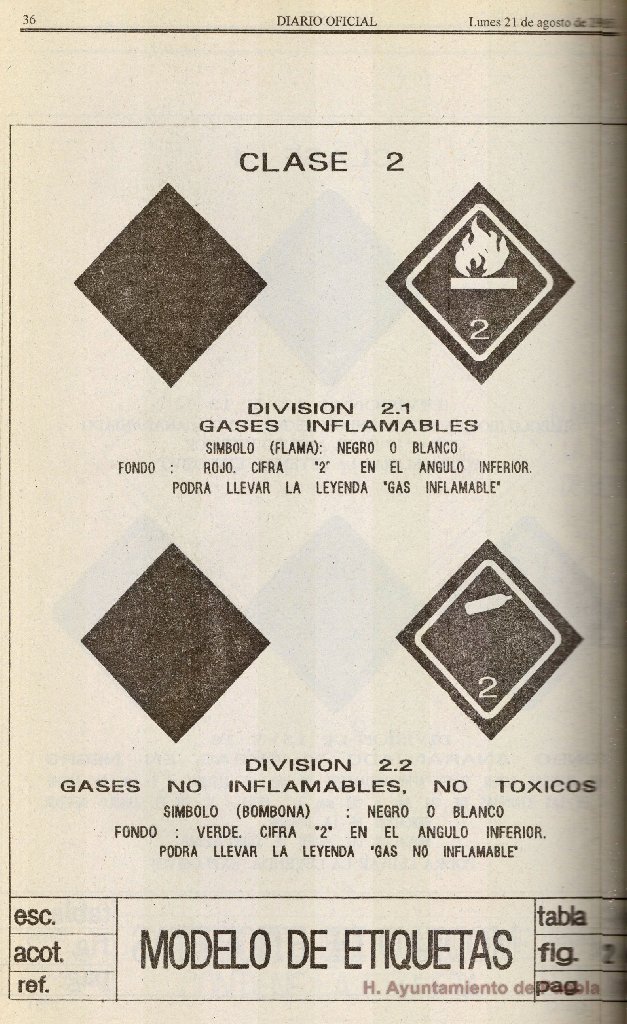 36
DIARIO OFICIAL
Lunes 21 de agosto de
CLASE 2
2
DIVISION 2.1
GASES INFLAMABLES
SIMBOLO (FLAMA): NEGRO O BLANCO
FONDO : ROJO. CIFRA "2" EN EL ANGULO INFERIOR.
PODRA LLEVAR LA LEYENDA "GAS INFLAMABLE"
2
DIVISION 2.2
GASES NO INFLAMABLES, NO TOXICOS
SIMBOLO (BOMBONA) : NEGRO O BLANCO
FONDO : VERDE. CIFRA "2" EN EL ANGULO INFERIOR.
PODRA LLEVAR LA LEYENDA "GAS NO INFLAMABLE"
esc.
acot.
ref.
MODELO DE ETIQUETAS
tabla
fig. 2
pag.
H. Ayuntamiento de Puebla